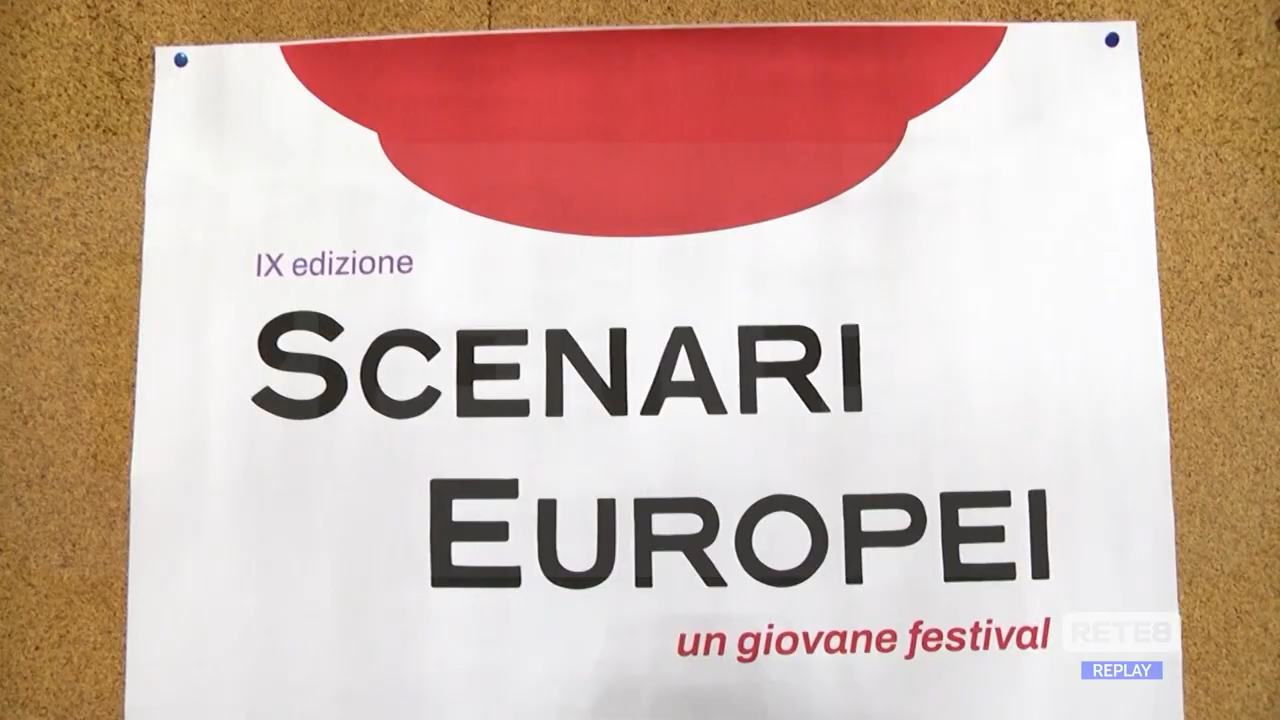 IX edizione
SCENARI
EUROPEI
un giovane festival
RETE8
REPLAY